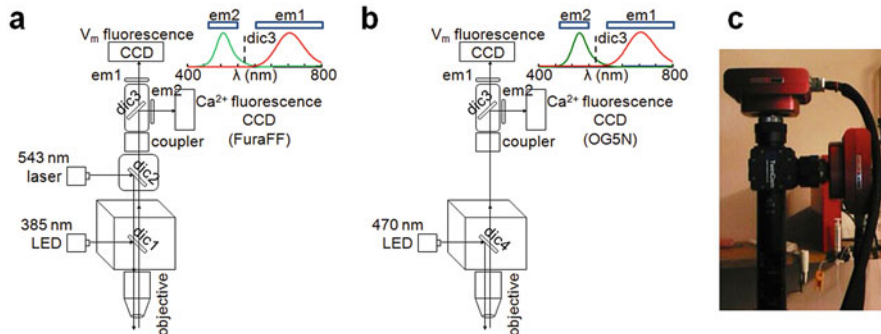 a
em2
em1
dic3
400
λ (nm)
800
Vm fluorescence
CCD
em1
em2
dic3
Ca2+ fluorescence
CCD
(FuraFF)
coupler
543 nm
laser
dic2
385 nm
LED
dic1
objective
b
em2
em1
dic3
400
λ (nm)
800
Vm fluorescence
CCD
em1
em2
dic3
Ca2+ fluorescence
CCD
(OG5N)
coupler
470 nm
LED
dic4
objective
c
TwinCam